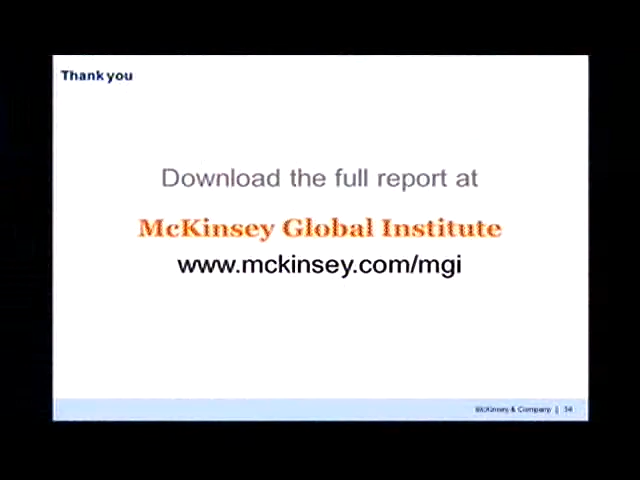 Thank you
Download the full report at
McKinsey Global Institute
www.mckinsey.com/mgi
McKinsey & Company | 34